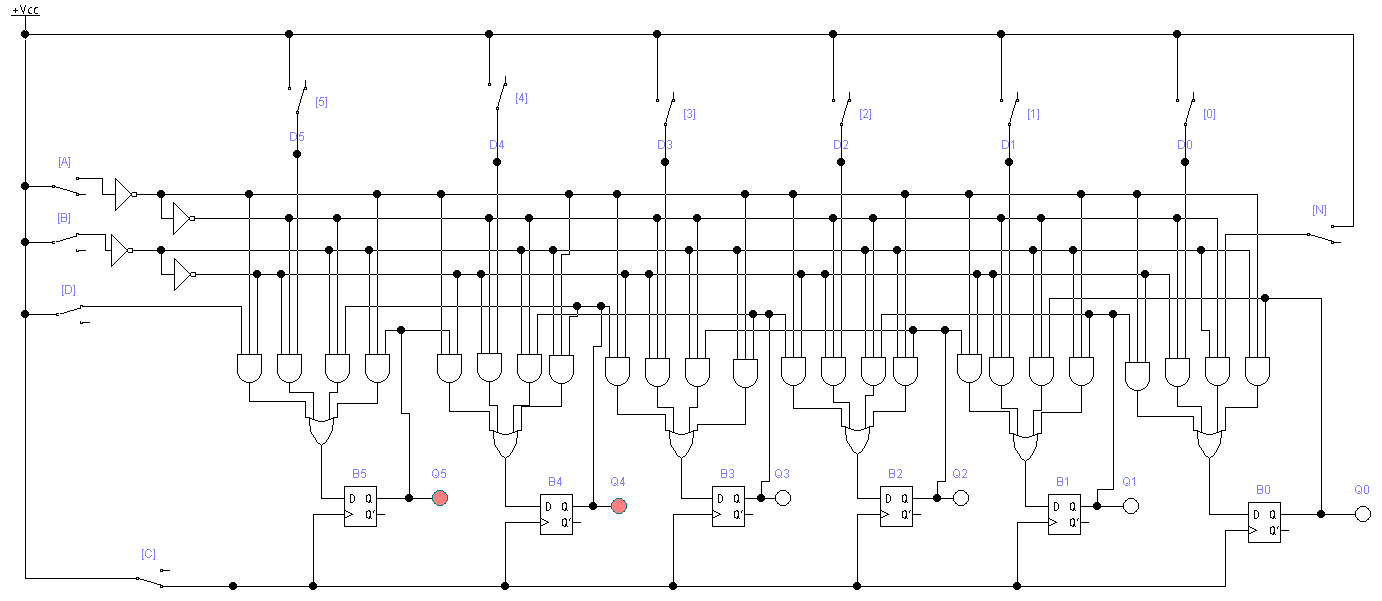 +Vcc
[5]
[4]
[3]
[2]
[1]
[0]
D5
D4
D3
D2
D1
D0
[A]
[B]
[N]
[D]
B5
Q5
B4
Q4
B3
Q3
B2
Q2
B1
Q1
B0
Q0
D Q
Q'
D Q
Q'
D Q
Q'
D Q
Q'
D Q
Q'
D Q
Q'
[C]